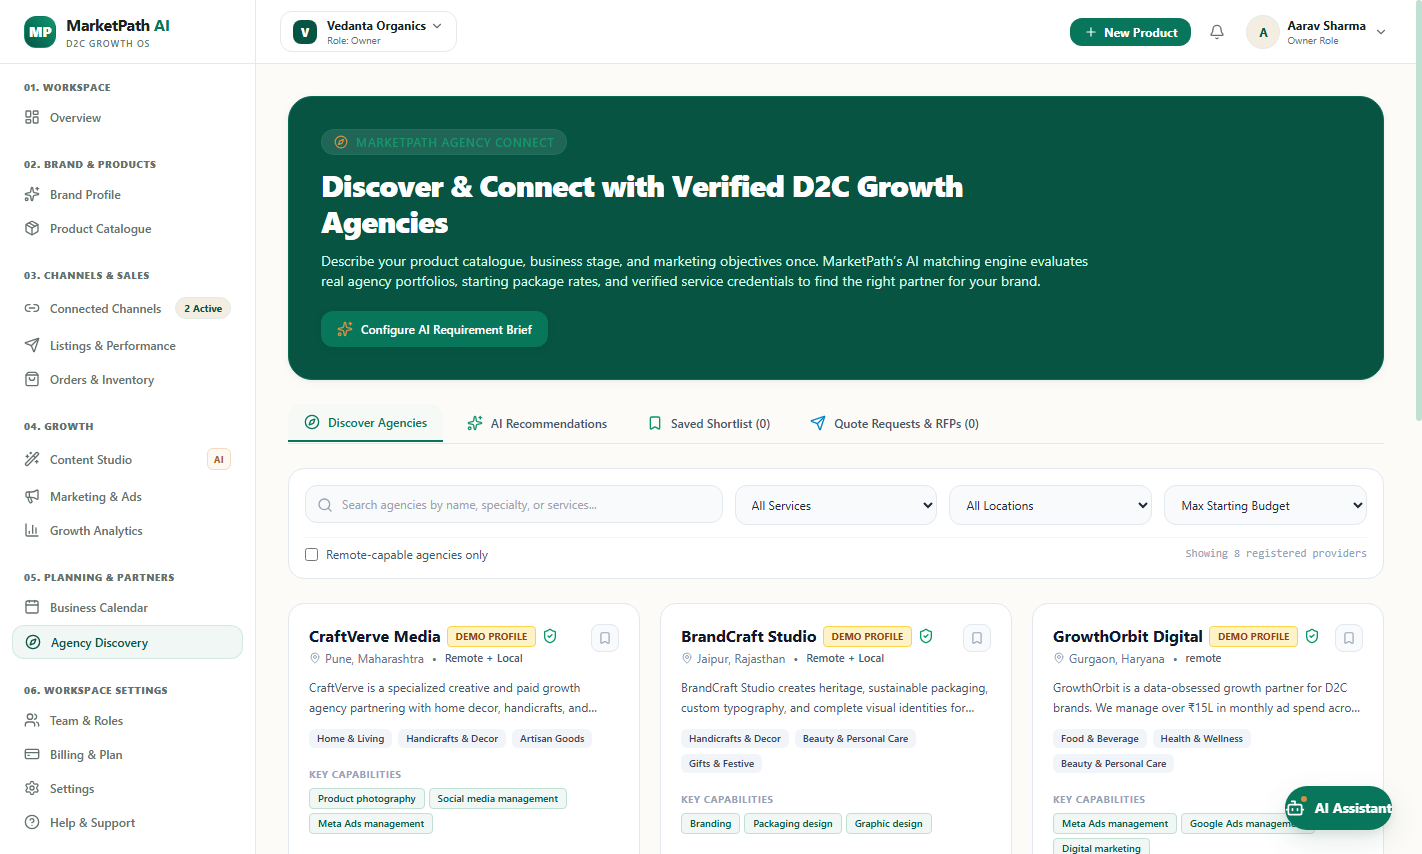 MP
MarketPath AI
D2C GROWTH OS
V
Vedanta Organics
Role: Owner
New Product
A
Aarav Sharma
Owner Role
01. WORKSPACE
Overview
02. BRAND & PRODUCTS
Brand Profile
Product Catalogue
03. CHANNELS & SALES
Connected Channels
2 Active
Listings & Performance
Orders & Inventory
04. GROWTH
Content Studio
AI
Marketing & Ads
Growth Analytics
05. PLANNING & PARTNERS
Business Calendar
Agency Discovery
06. WORKSPACE SETTINGS
Team & Roles
Billing & Plan
Settings
Help & Support
MARKETPATH AGENCY CONNECT
Discover & Connect with Verified D2C Growth
Agencies
Describe your product catalogue, business stage, and marketing objectives once. MarketPath's AI matching engine evaluates
real agency portfolios, starting package rates, and verified service credentials to find the right partner for your brand.
Configure AI Requirement Brief
Discover Agencies
AI Recommendations
Saved Shortlist (0)
Quote Requests & RFPs (0)
Search agencies by name, specialty, or services...
All Services
All Locations
Max Starting Budget
Remote-capable agencies only
Showing 8 registered providers
CraftVerve Media DEMO PROFILE
Pune, Maharashtra • Remote + Local
CraftVerve is a specialized creative and paid growth
agency partnering with home decor, handicrafts, and...
Home & Living Handicrafts & Decor Artisan Goods
KEY CAPABILITIES
Product photography Social media management
Meta Ads management
BrandCraft Studio DEMO PROFILE
Jaipur, Rajasthan • Remote + Local
BrandCraft Studio creates heritage, sustainable packaging,
custom typography, and complete visual identities for...
Handicrafts & Decor Beauty & Personal Care
Gifts & Festive
KEY CAPABILITIES
Branding Packaging design Graphic design
GrowthOrbit Digital DEMO PROFILE
Gurgaon, Haryana • remote
GrowthOrbit is a data-obsessed growth partner for D2C
brands. We manage over ₹15L in monthly ad spend acro...
Food & Beverage Health & Wellness
Beauty & Personal Care
KEY CAPABILITIES
Meta Ads management Google Ads managem
Digital marketing
AI Assistant